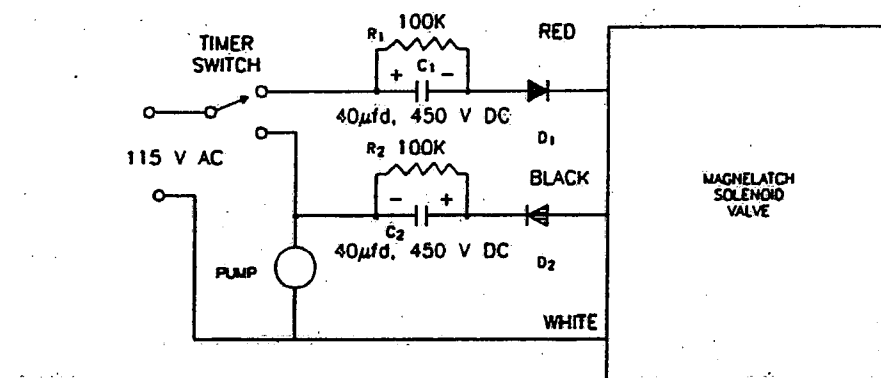 100K
R1
RED
TIMER
SWITCH
+ C1 -
40µfd, 450 V DC
D1
R2 100K
115 V AC
BLACK
MAGNELATCH
SOLENOID
VALVE
- +
C2
40µfd, 450 V DC
D2
PUMP
WHITE